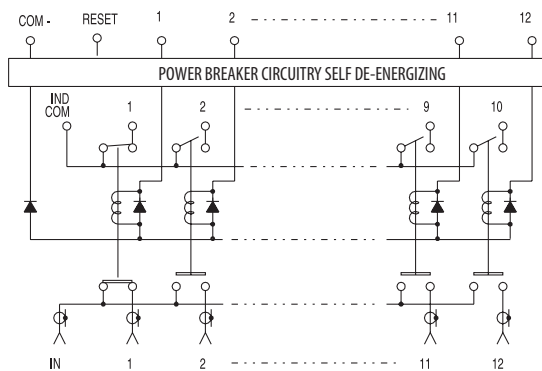 COM - RESET 1 2 11 12
POWER BREAKER CIRCUITRY SELF DE-ENERGIZING
IND
COM 1 2 9 10
IN 1 2 11 12